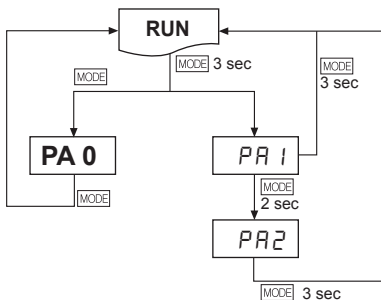 RUN
MODE 3 sec
MODE
MODE
3 sec
PA 0
PA 1
MODE
MODE
2 sec
PA2
MODE 3 sec